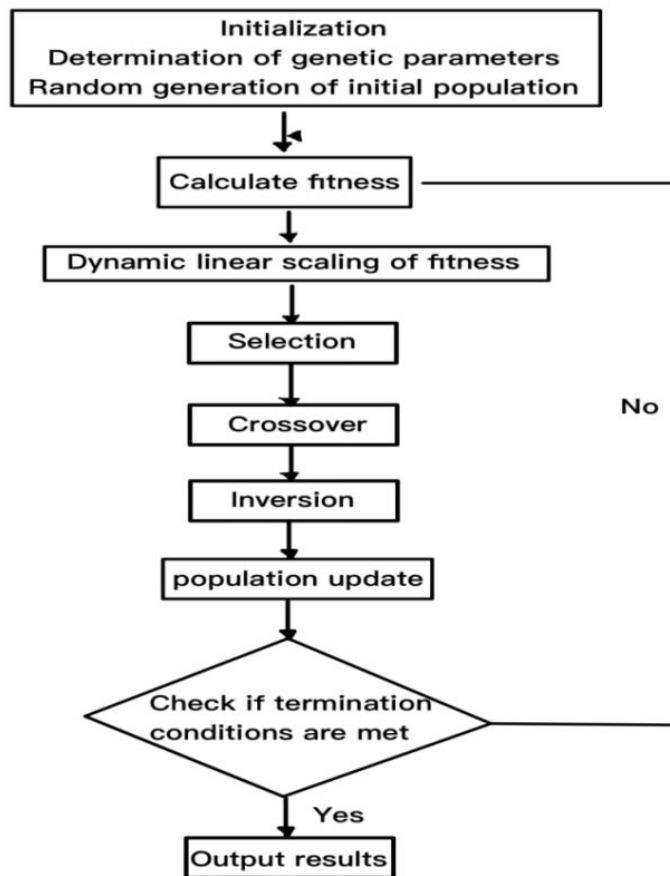 Initialization
Determination of genetic parameters
Random generation of initial population
Calculate fitness
Dynamic linear scaling of fitness
Selection
Crossover
No
Inversion
population update
Check if termination
conditions are met
Yes
Output results